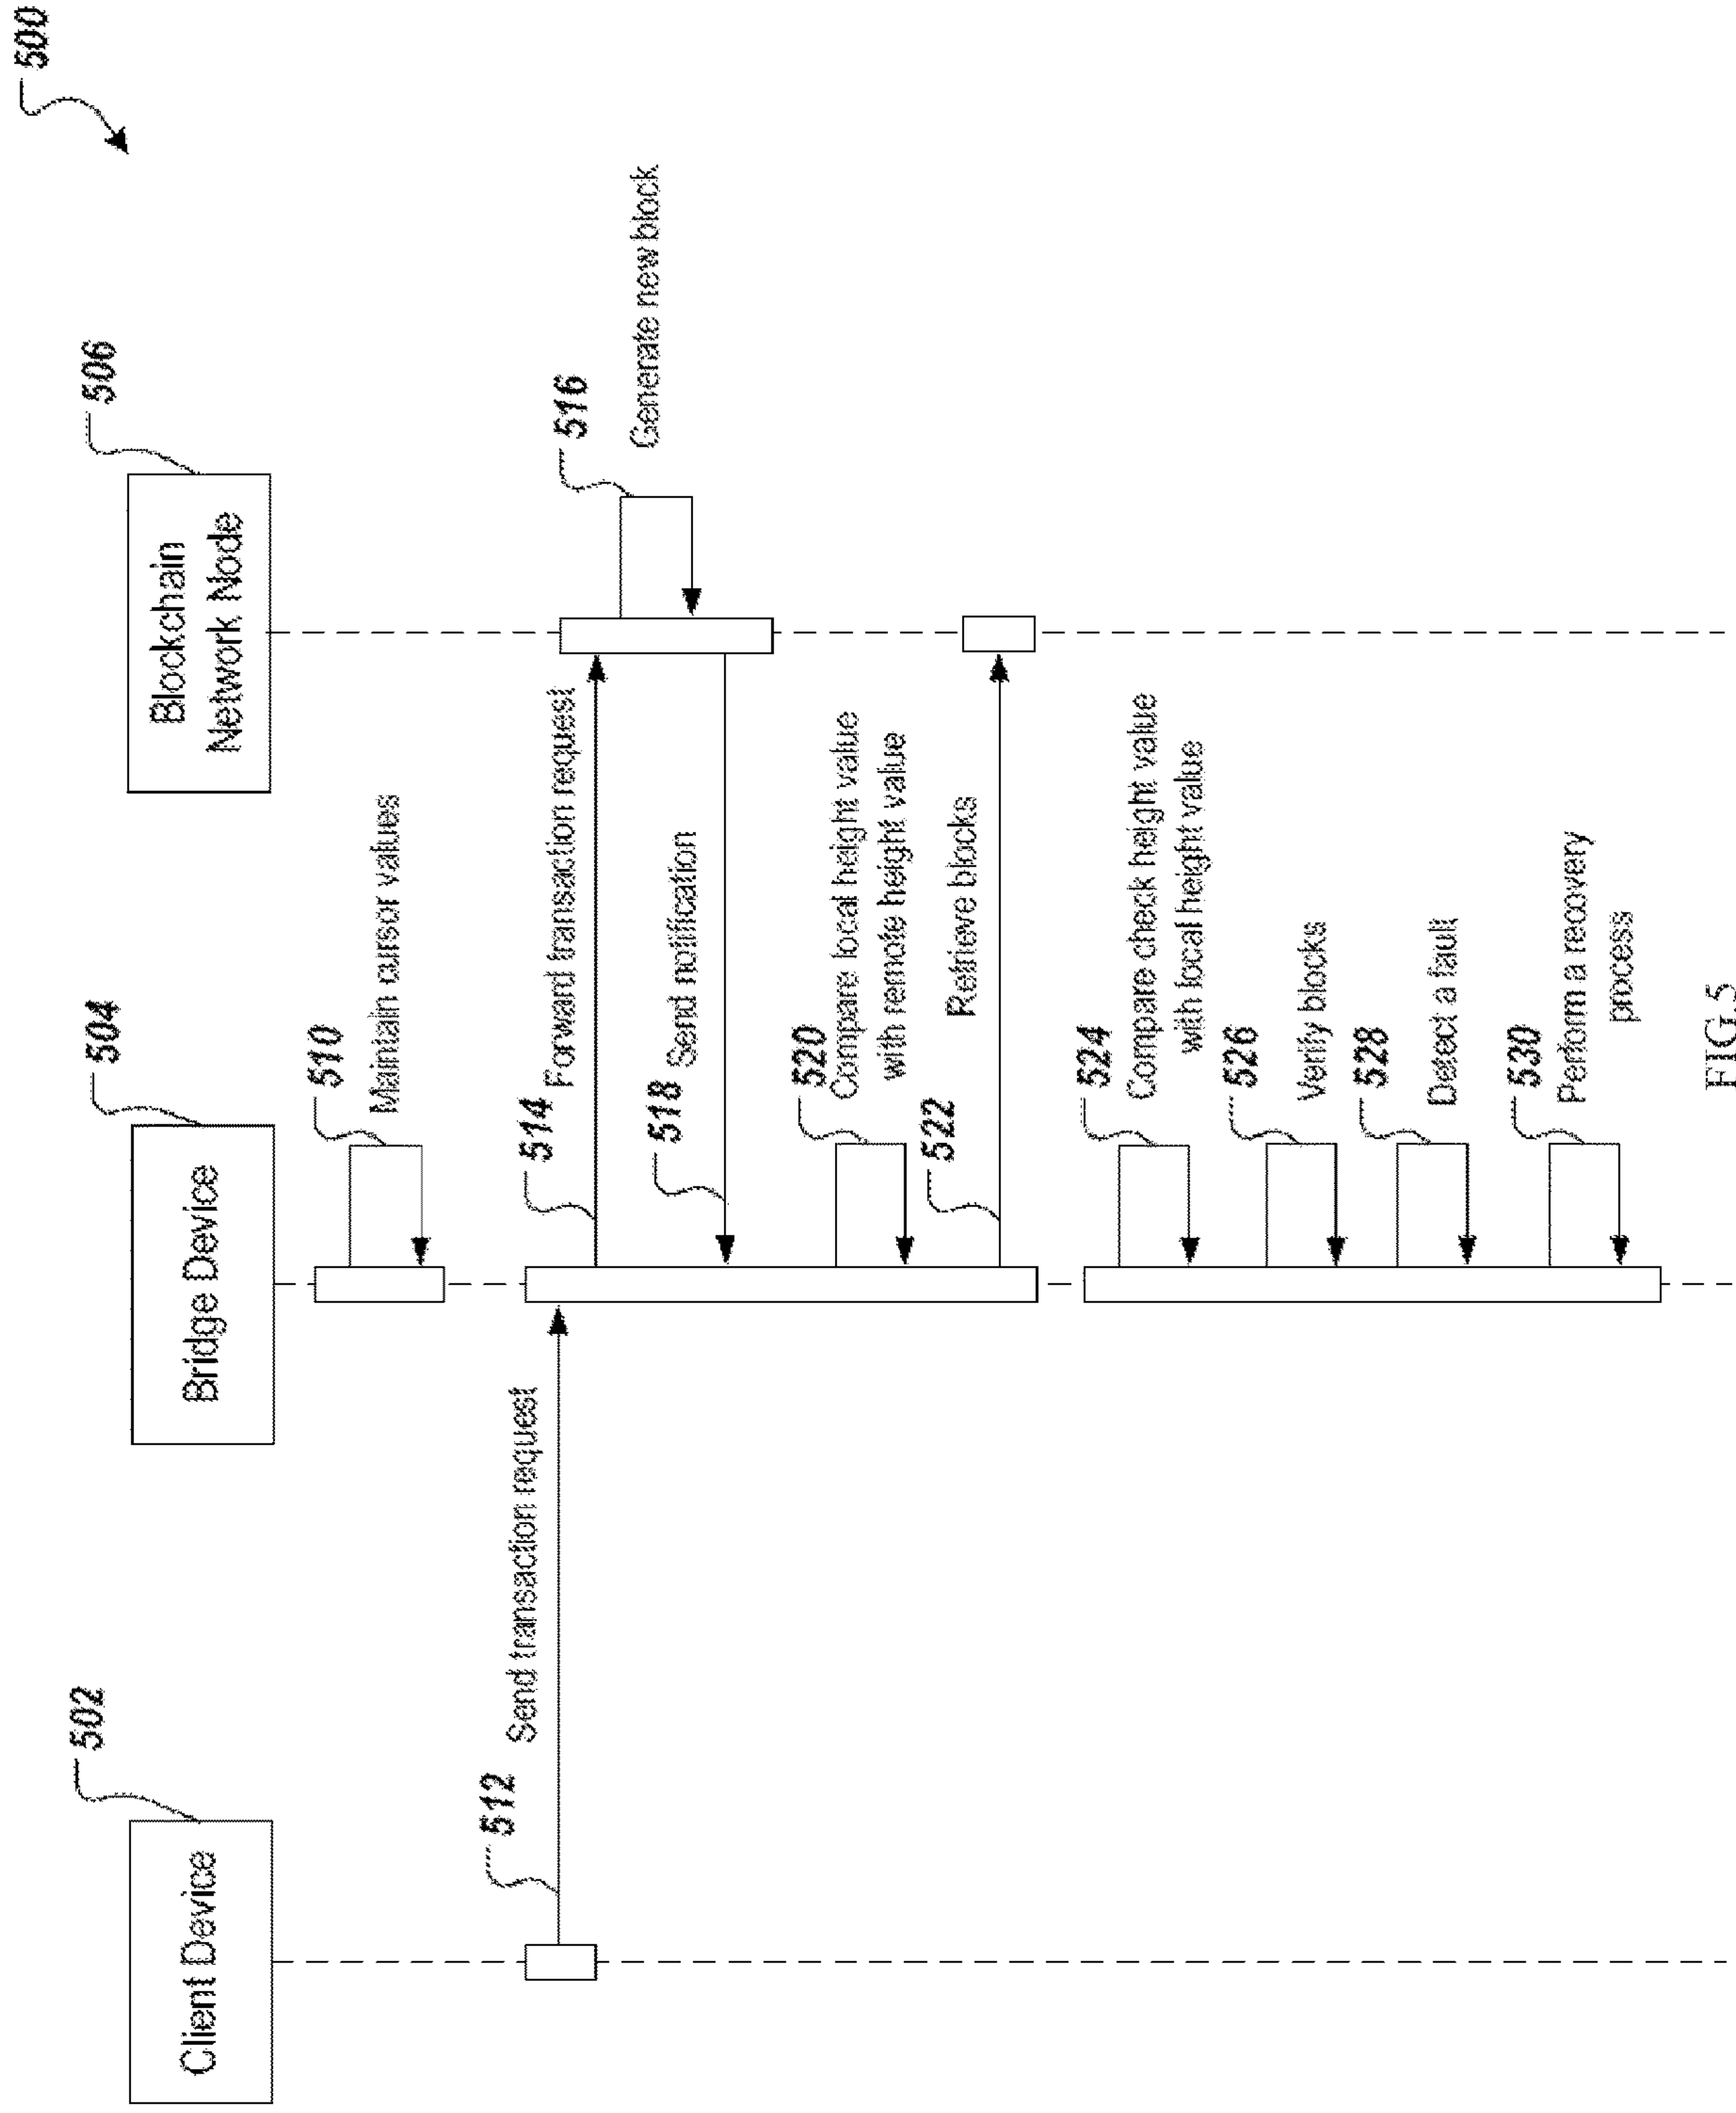 500
502
Client Device
504
Bridge Device
506
Blockchain
Network Node
510
Maintain cursor values
512
Send transaction request
514
Forward transaction request
516
Generate new block
518
Send notification
520
Compare local height value
with remote height value
522
Retrieve blocks
524
Compare check height value
with local height value
526
Verify blocks
528
Detect a fault
530
Perform a recovery
process
FIG.5